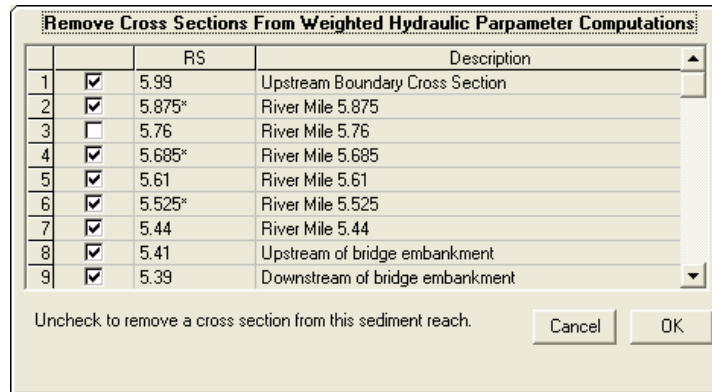 Remove Cross Sections From Weighted Hydraulic Parpameter Computations
RS Description
1 5.99 Upstream Boundary Cross Section
2 5.875* River Mile 5.875
3 5.76 River Mile 5.76
4 5.685* River Mile 5.685
5 5.61 River Mile 5.61
6 5.525* River Mile 5.525
7 5.44 River Mile 5.44
8 5.41 Upstream of bridge embankment
9 5.39 Downstream of bridge embankment
Uncheck to remove a cross section from this sediment reach. Cancel OK